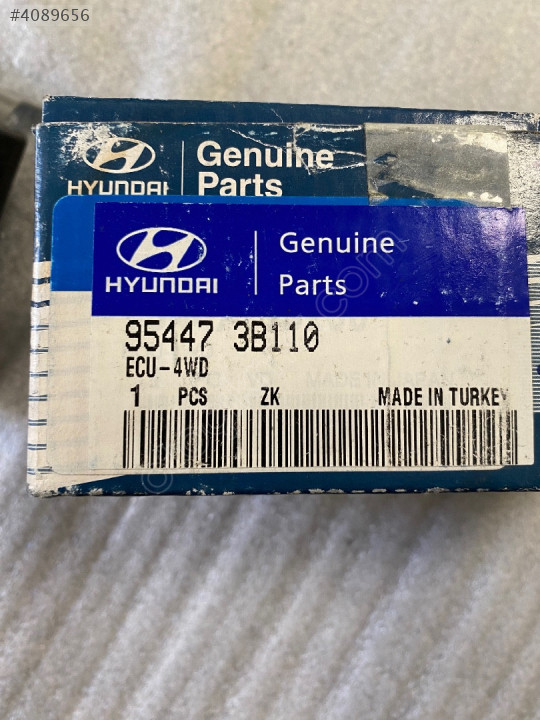 #4089656
HYUNDAI
Genuine
Parts
HYUNDAI
Genuine
Parts
95447 3B110
ECU-4WD
1 PCS ZK MADE IN TURKEY